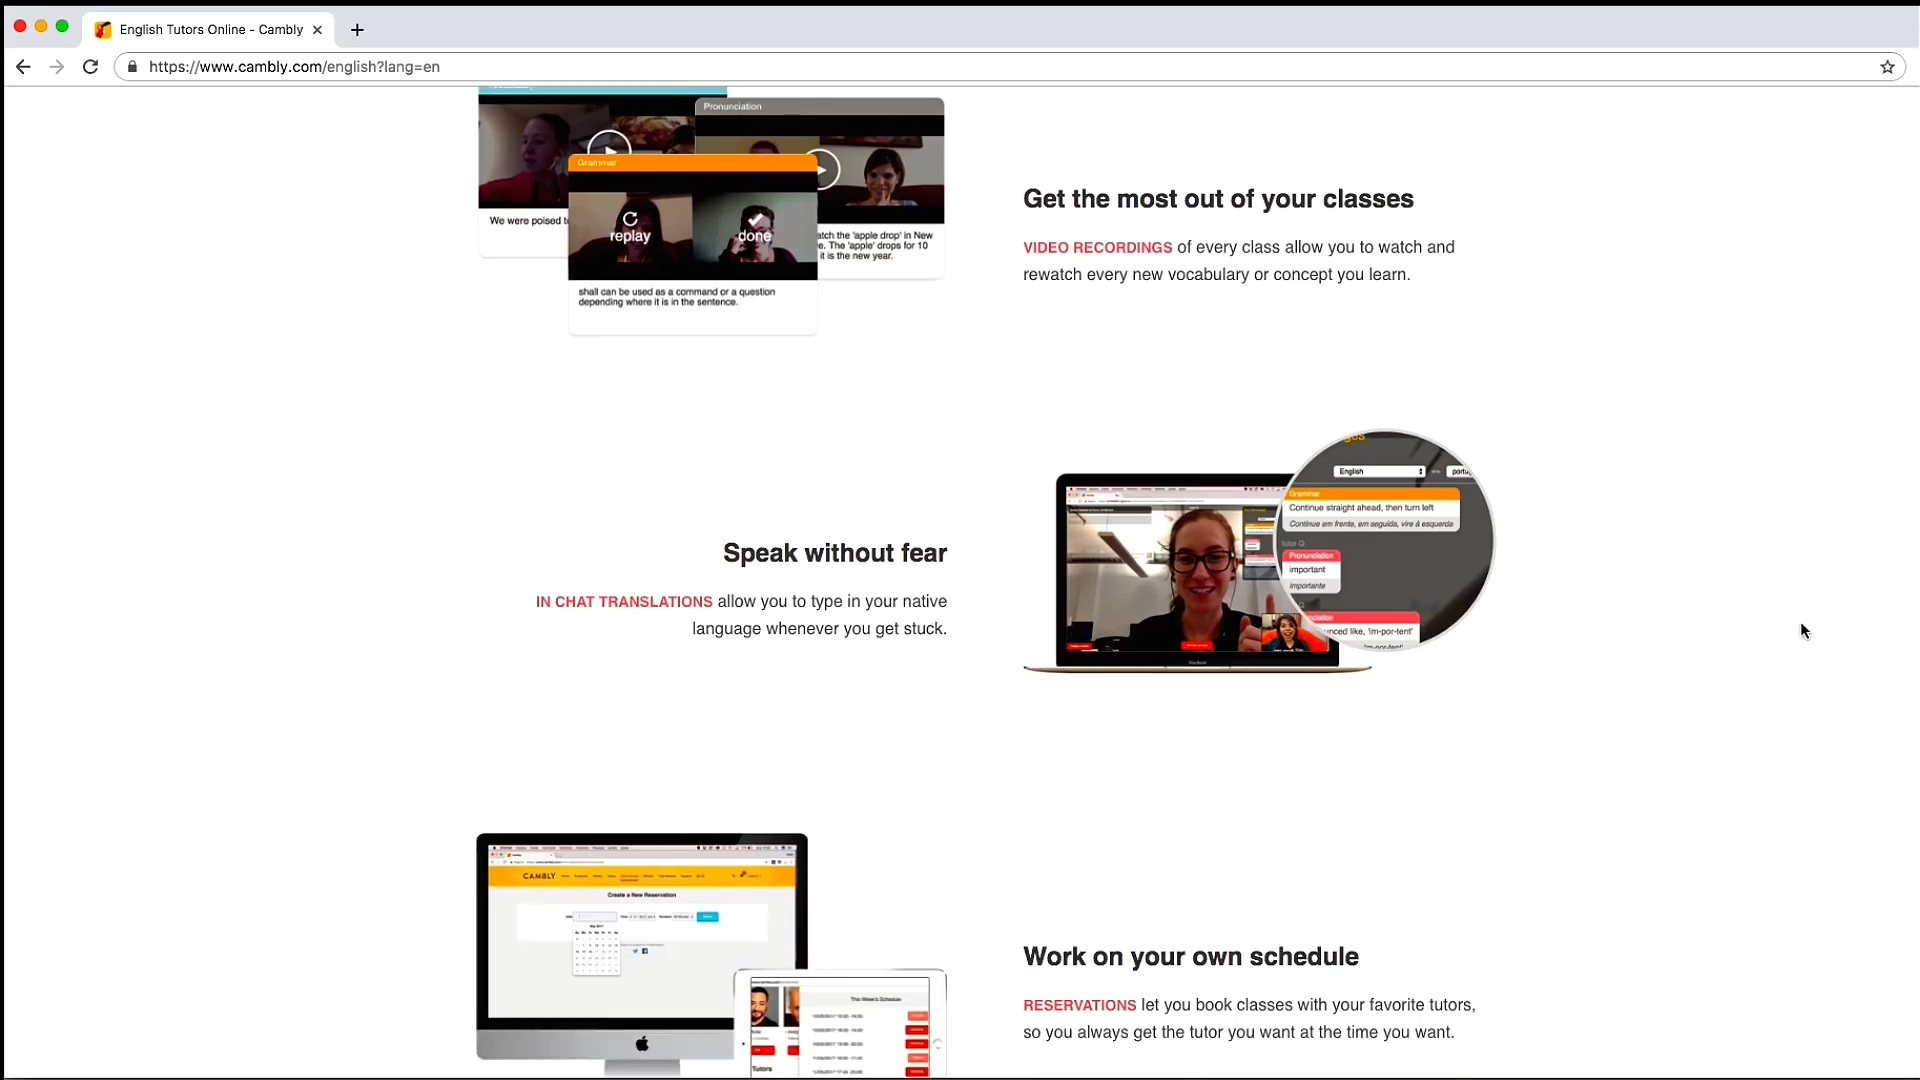 English Tutors Online - Cambly
https://www.cambly.com/english?lang=en
Pronunciation
Grammar
We were poised to
replay
done
atch the 'apple drop' in New
e. The 'apple' drops for 10
it is the new year.
shall can be used as a command or a question
depending where it is in the sentence.
Get the most out of your classes
VIDEO RECORDINGS of every class allow you to watch and
rewatch every new vocabulary or concept you learn.
Speak without fear
IN CHAT TRANSLATIONS allow you to type in your native
language whenever you get stuck.
English
portu
Grammar
Continue straight ahead, then turn left
Continue em frente, em seguida, vire à esquerda
tutor
Pronunciation
important
importante
nciation
unced like, 'im-por-tent'
MacBook
CAMBLY
Create a New Reservation
This Week's Schedule
Tutors
Work on your own schedule
RESERVATIONS let you book classes with your favorite tutors,
so you always get the tutor you want at the time you want.